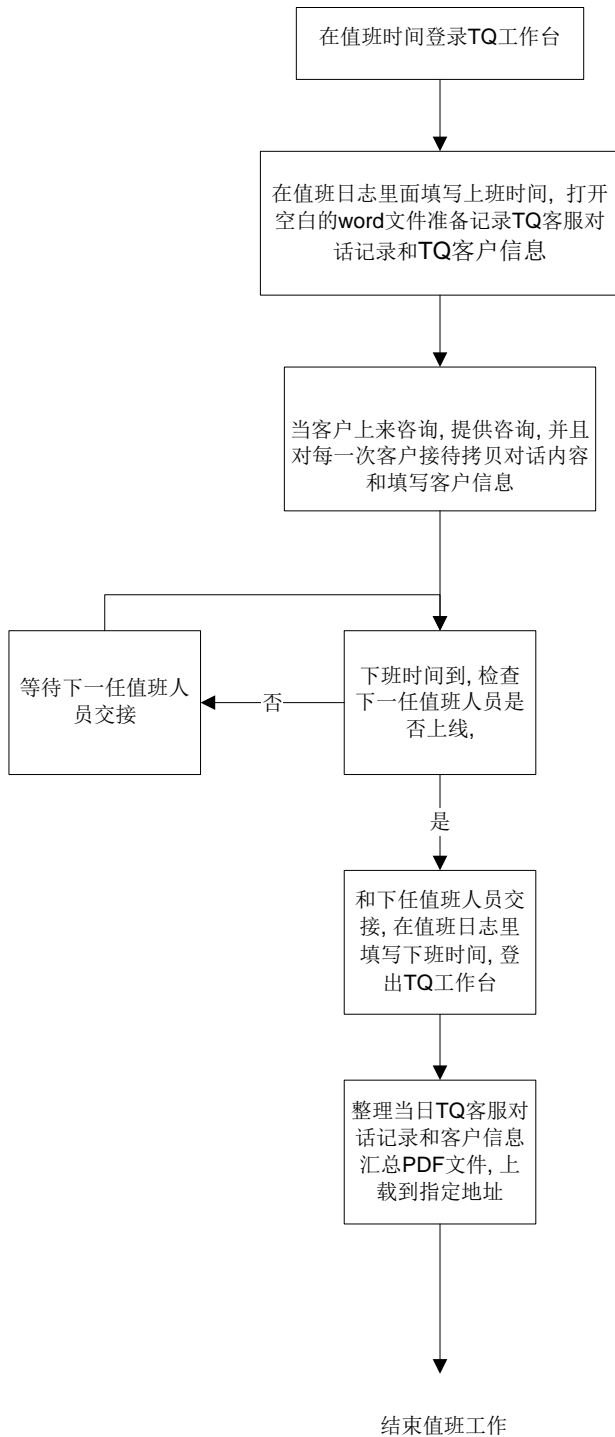 在值班时间登录TQ工作台
在值班日志里面填写上班时间, 打开
空白的word文件准备记录TQ客服对
话记录和TQ客户信息
当客户上来咨询, 提供咨询, 并且
对每一次客户接待拷贝对话内容
和填写客户信息
等待下一任值班人
员交接
否
下班时间到, 检查
下一任值班人员是
否上线,
是
和下任值班人员交
接, 在值班日志里
填写下班时间, 登
出TQ工作台
整理当日TQ客服对
话记录和客户信息
汇总PDF文件, 上
载到指定地址
结束值班工作